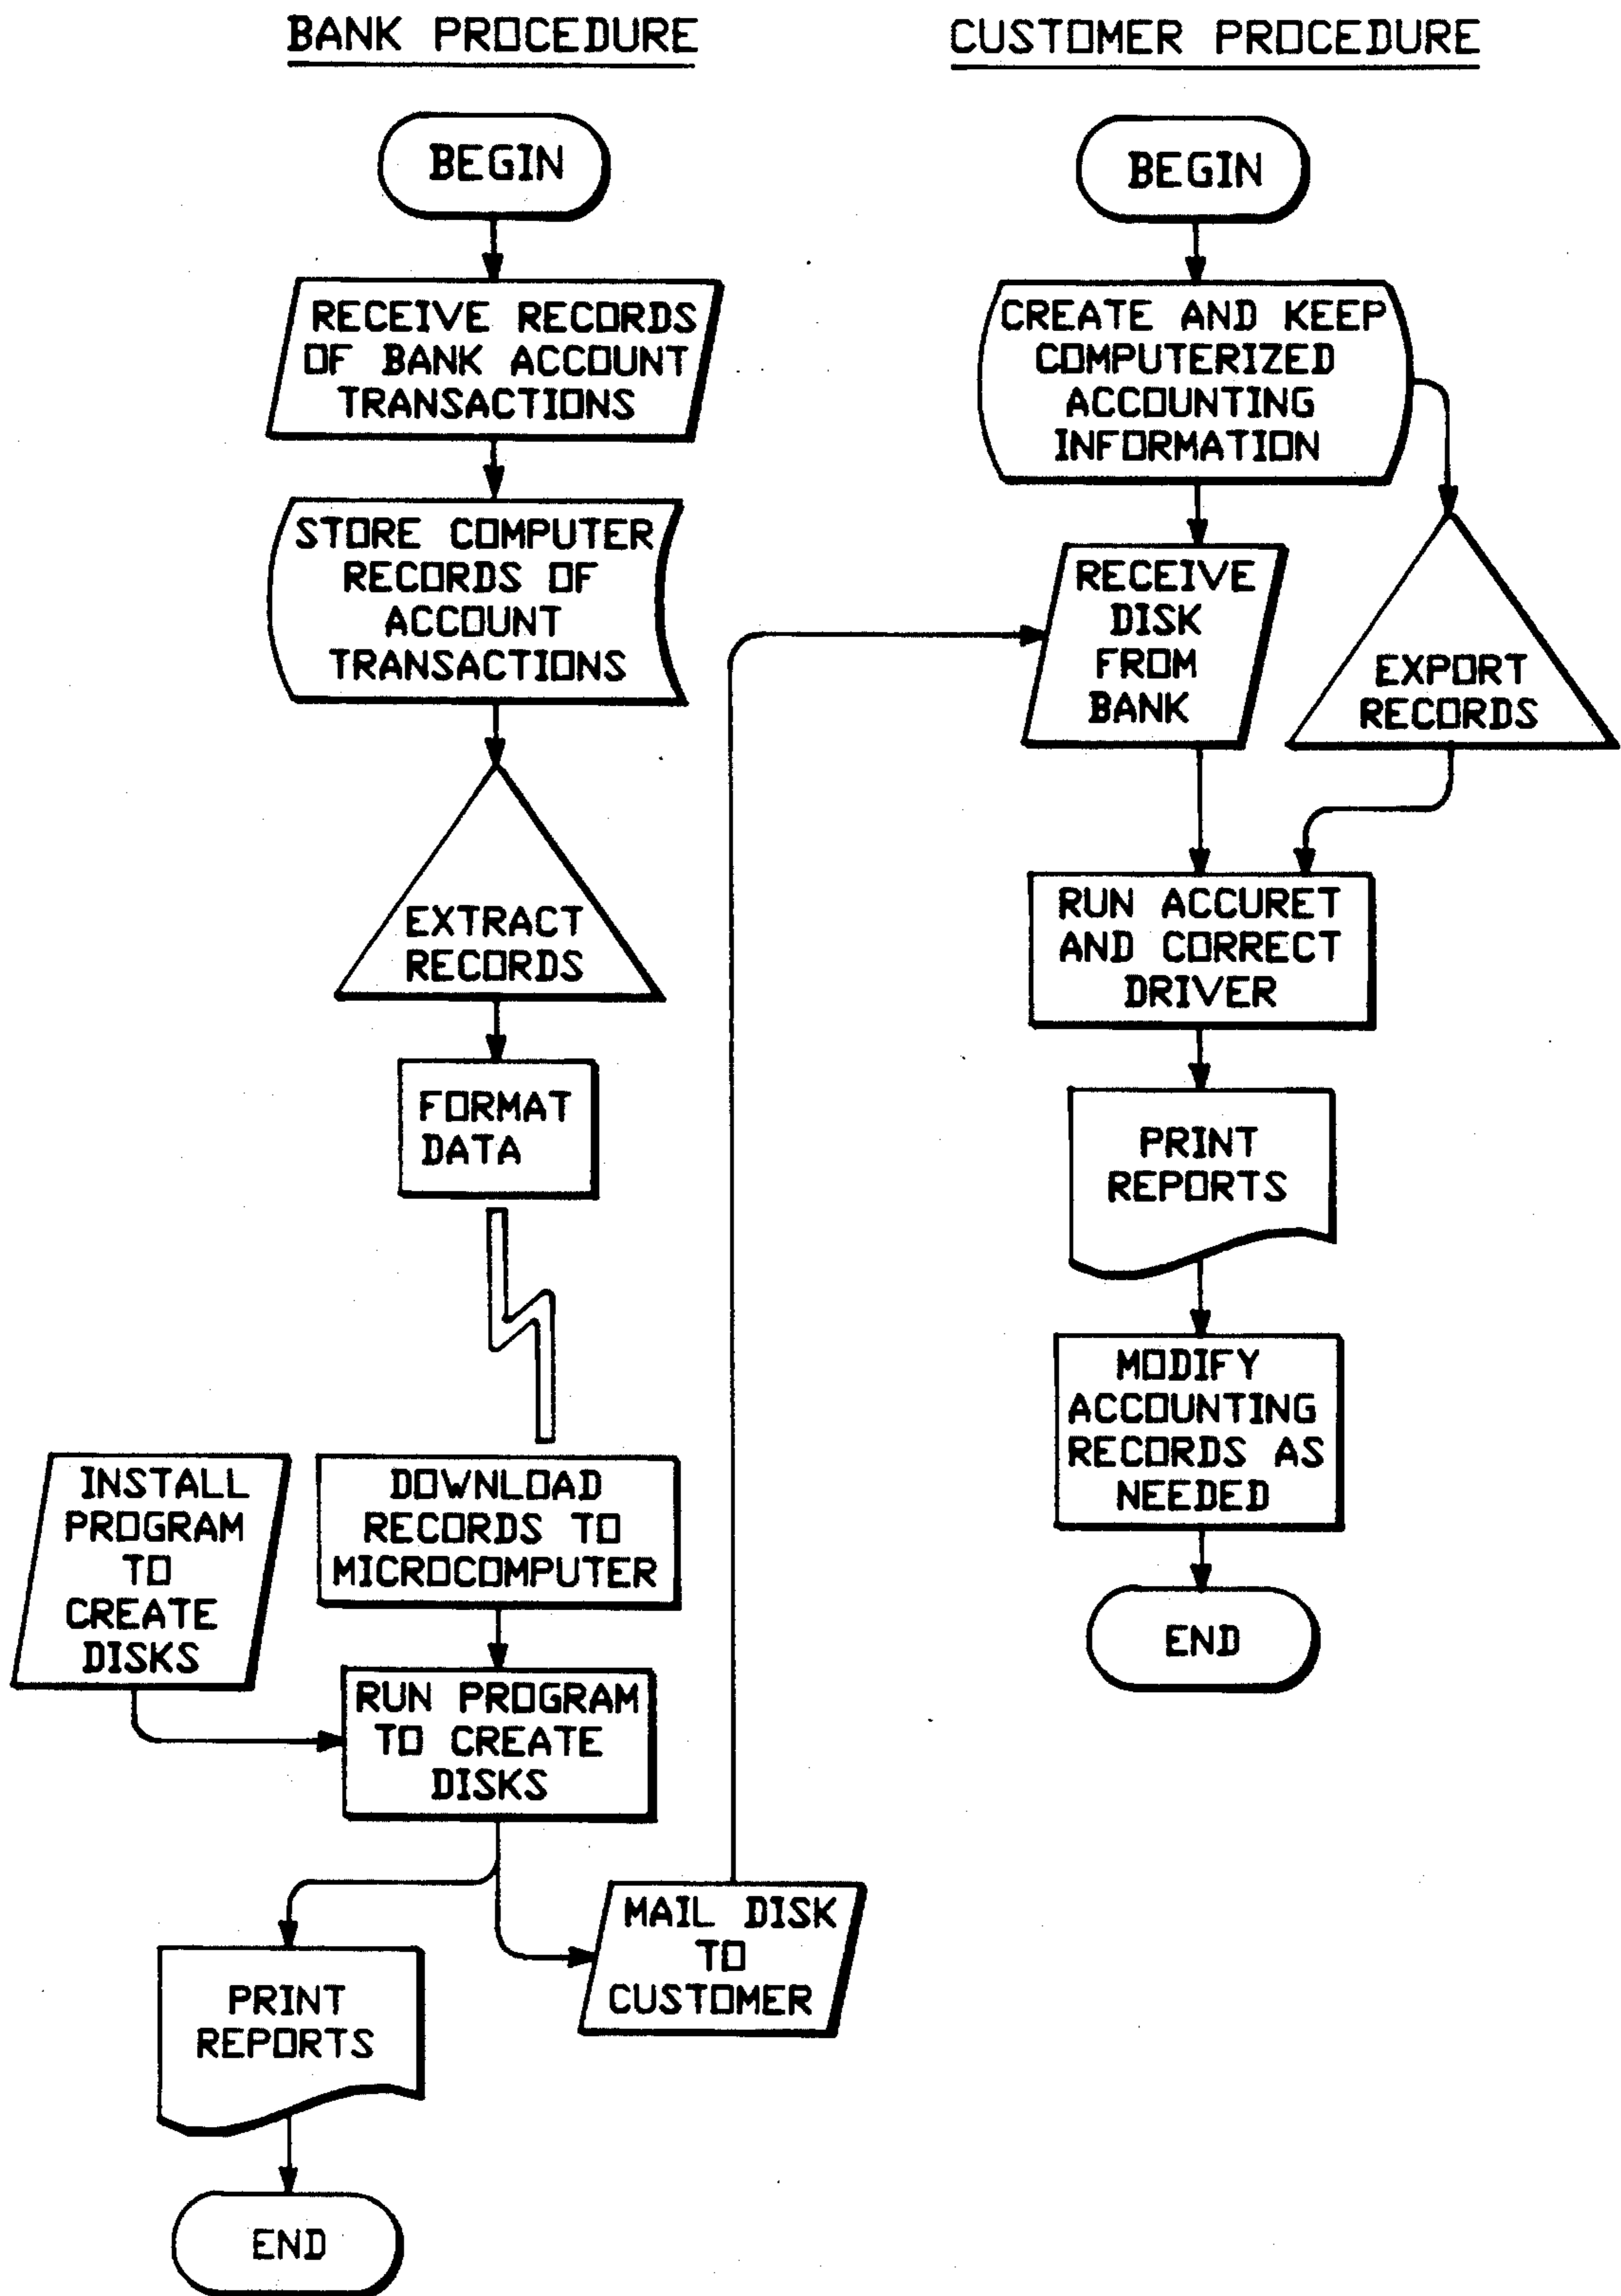 BANK PROCEDURE
BEGIN
RECEIVE RECORDS
OF BANK ACCOUNT
TRANSACTIONS
STORE COMPUTER
RECORDS OF
ACCOUNT
TRANSACTIONS
EXTRACT
RECORDS
FORMAT
DATA
INSTALL
PROGRAM
TO
CREATE
DISKS
DOWNLOAD
RECORDS TO
MICROCOMPUTER
RUN PROGRAM
TO CREATE
DISKS
PRINT
REPORTS
END
MAIL DISK
TO
CUSTOMER
CUSTOMER PROCEDURE
BEGIN
CREATE AND KEEP
COMPUTERIZED
ACCOUNTING
INFORMATION
RECEIVE
DISK
FROM
BANK
EXPORT
RECORDS
RUN ACCURET
AND CORRECT
DRIVER
PRINT
REPORTS
MODIFY
ACCOUNTING
RECORDS AS
NEEDED
END